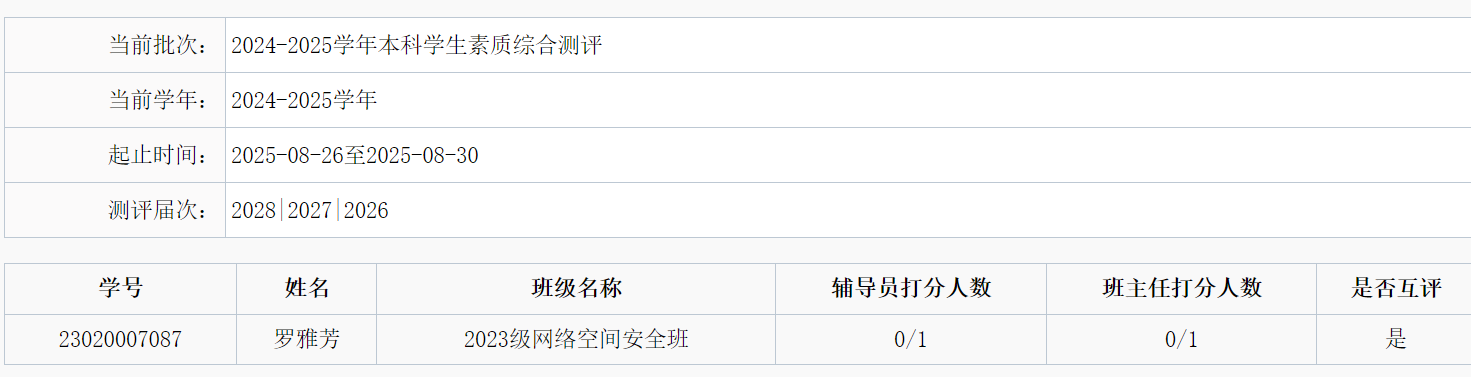 当前批次： 2024-2025学年本科学生素质综合测评
当前学年： 2024-2025学年
起止时间： 2025-08-26至2025-08-30
测评届次： 2028|2027|2026
学号 姓名 班级名称 辅导员打分人数 班主任打分人数 是否互评
23020007087 罗雅芳 2023级网络空间安全班 0/1 0/1 是